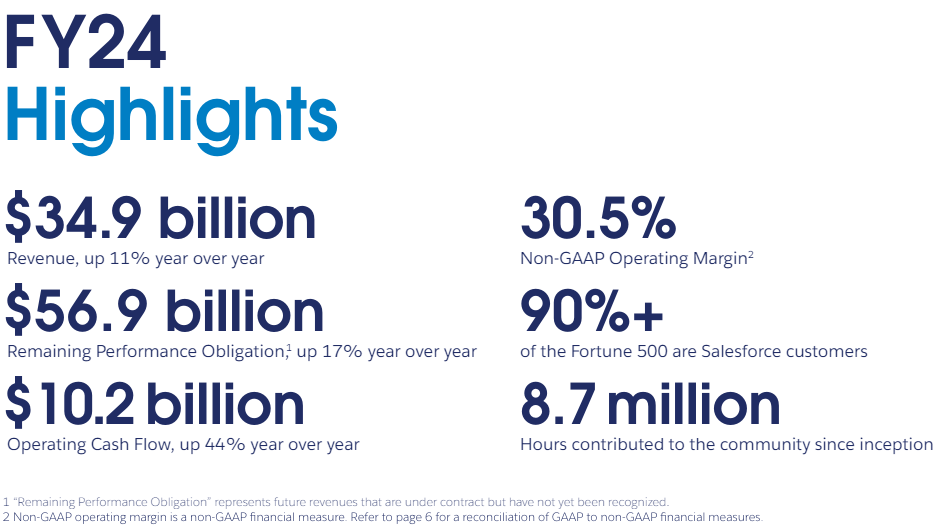 FY24
Highlights
$34.9 billion
Revenue, up 11% year over year
$56.9 billion
Remaining Performance Obligation,¹ up 17% year over year
$10.2 billion
Operating Cash Flow, up 44% year over year
30.5%
Non-GAAP Operating Margin²
90%+
of the Fortune 500 are Salesforce customers
8.7 million
Hours contributed to the community since inception
1 “Remaining Performance Obligation” represents future revenues that are under contract but have not yet been recognized.
2 Non-GAAP operating margin is a non-GAAP financial measure. Refer to page 6 for a reconciliation of GAAP to non-GAAP financial measures.